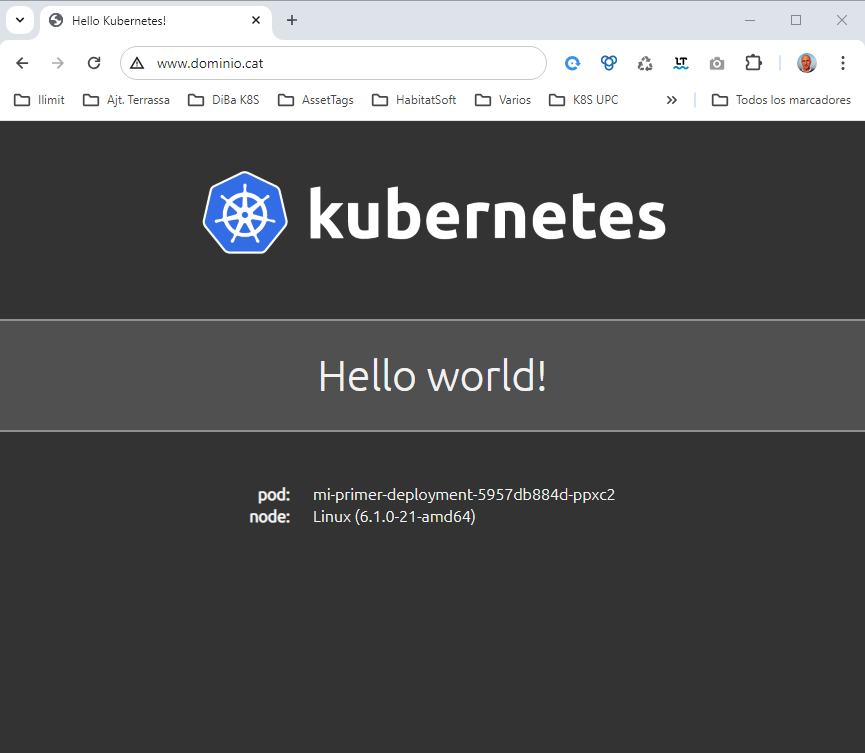 Hello Kubernetes!
www.dominio.cat
LT
Ilimit
Ajt. Terrassa
DiBa K8S
AssetTags
HabitatSoft
Varios
K8S UPC
Todos los marcadores
kubernetes
Hello world!
pod: mi-primer-deployment-5957db884d-ppxc2
node: Linux (6.1.0-21-amd64)